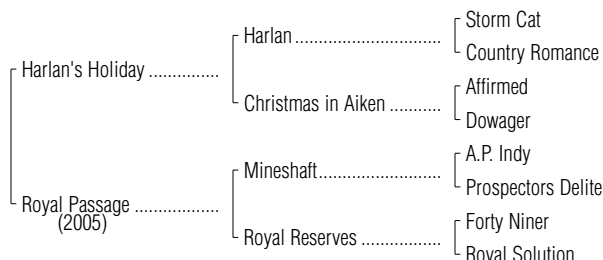 Storm Cat
Harlan ..............................
Country Romance
Harlan's Holiday ..............
Affirmed
Christmas in Aiken ...........
Dowager
A.P. Indy
Mineshaft.............................
Prospectors Delite
Royal Passage .................
(2005)
Forty Niner
Royal Reserves ..................
Royal Solution